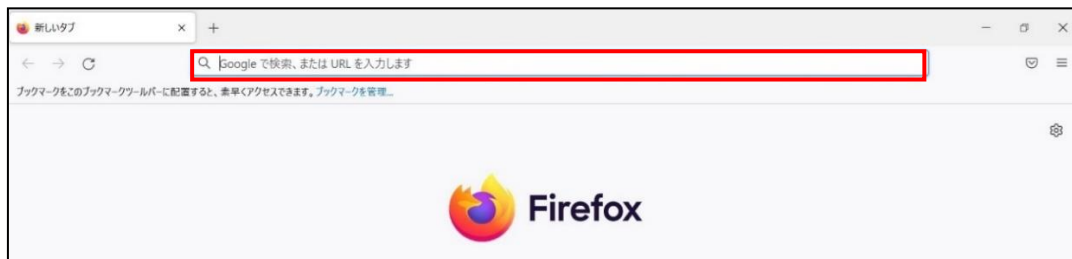 新しいタブ
Google で検索、または URL を入力します
ブックマークをこのブックマークツールバーに配置すると、素早くアクセスできます。ブックマークを管理...
Firefox